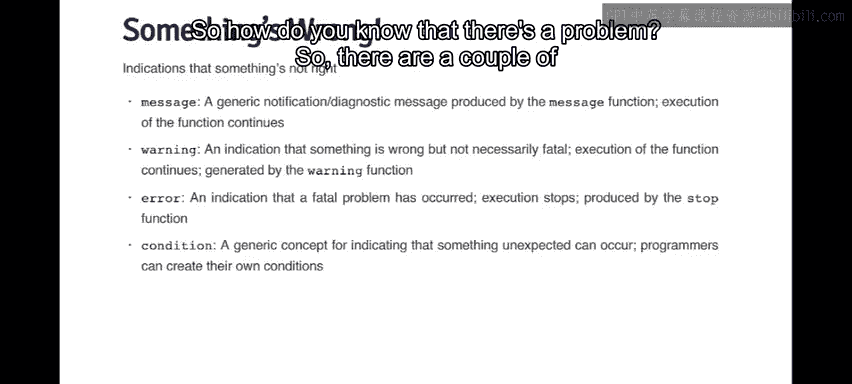 Something's Wrong!
So how do you know that there's a problem?
So, there are a couple of
Indications that something's not right
· message: A generic notification/diagnostic message produced by the message function; execution
of the function continues
· warning: An indication that something is wrong but not necessarily fatal; execution of the function
continues; generated by the warning function
· error: An indication that a fatal problem has occurred; execution stops; produced by the stop
function
· condition: A generic concept for indicating that something unexpected can occur; programmers
can create their own conditions